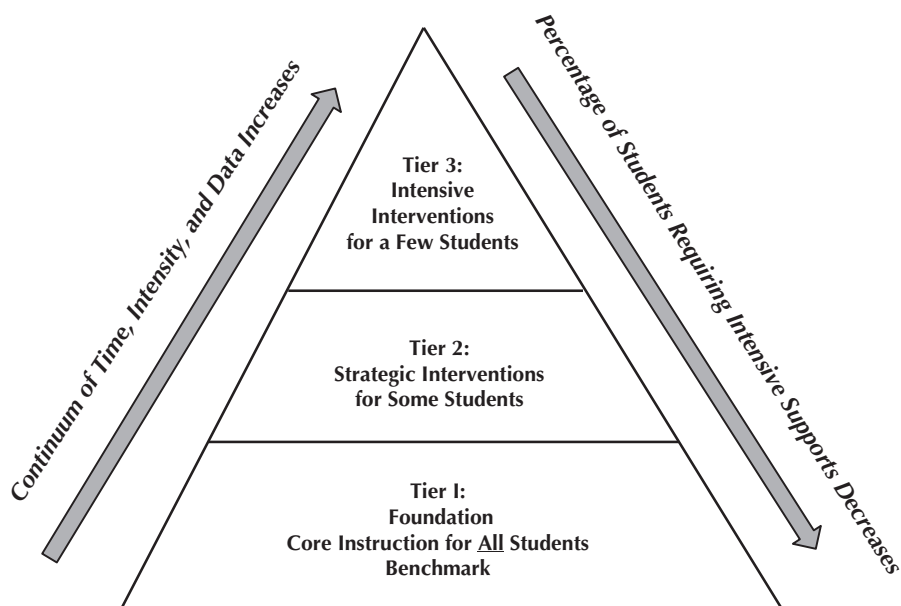 Continuum of Time, Intensity, and Data Increases
Percentage of Students Requiring Intensive Supports Decreases
Tier 3:
Intensive
Interventions
for a Few Students
Tier 2:
Strategic Interventions
for Some Students
Tier I:
Foundation
Core Instruction for All Students
Benchmark